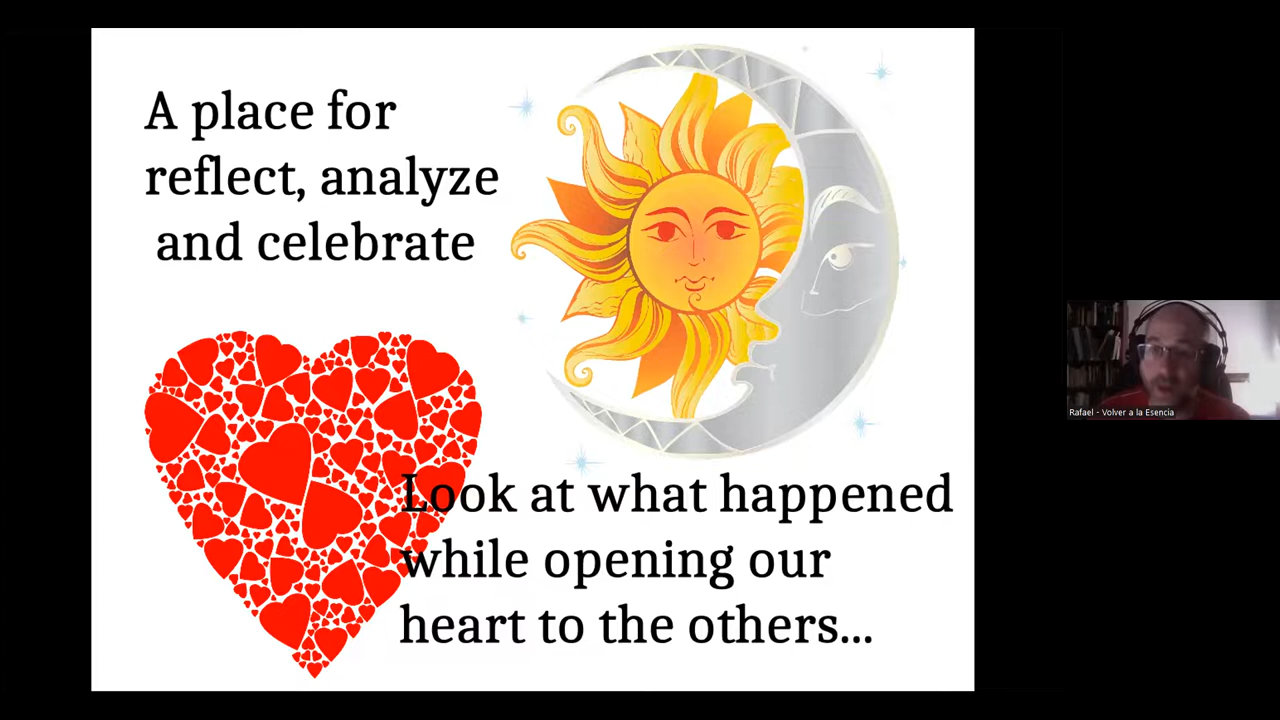 A place for
reflect, analyze
and celebrate
Look at what happened
while opening our
heart to the others...
Rafael - Volver a la Esencia